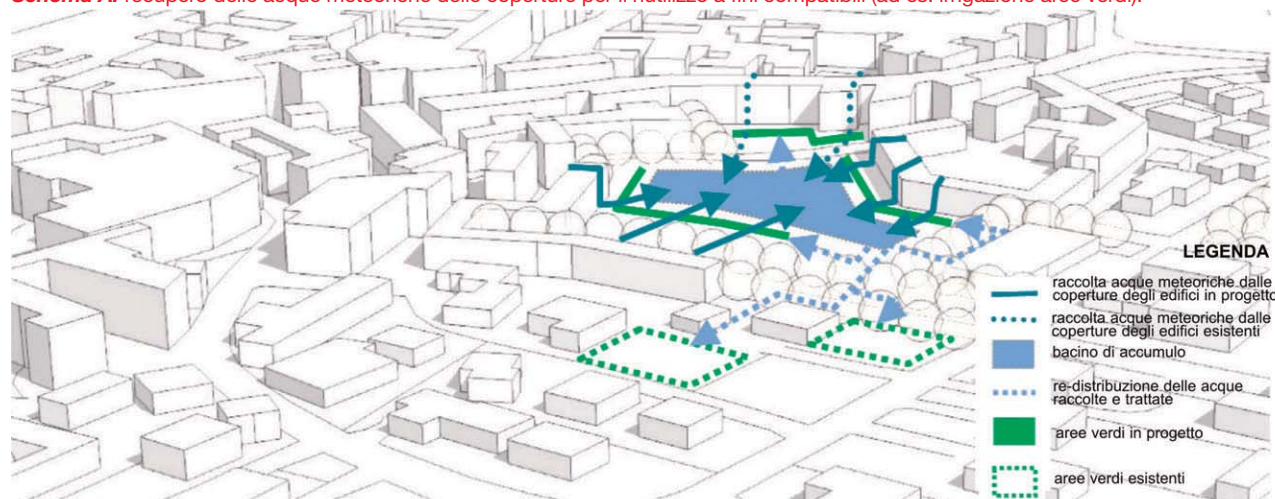 Schema A: recupero delle acque meteoriche delle coperture per il riutilizzo a fini compatibili (ad es. irrigazione aree verdi).
LEGENDA
raccolta acque meteoriche dalle
coperture degli edifici in progetto
raccolta acque meteoriche dalle
coperture degli edifici esistenti
bacino di accumulo
re-distribuzione delle acque
raccolte e trattate
aree verdi in progetto
aree verdi esistenti